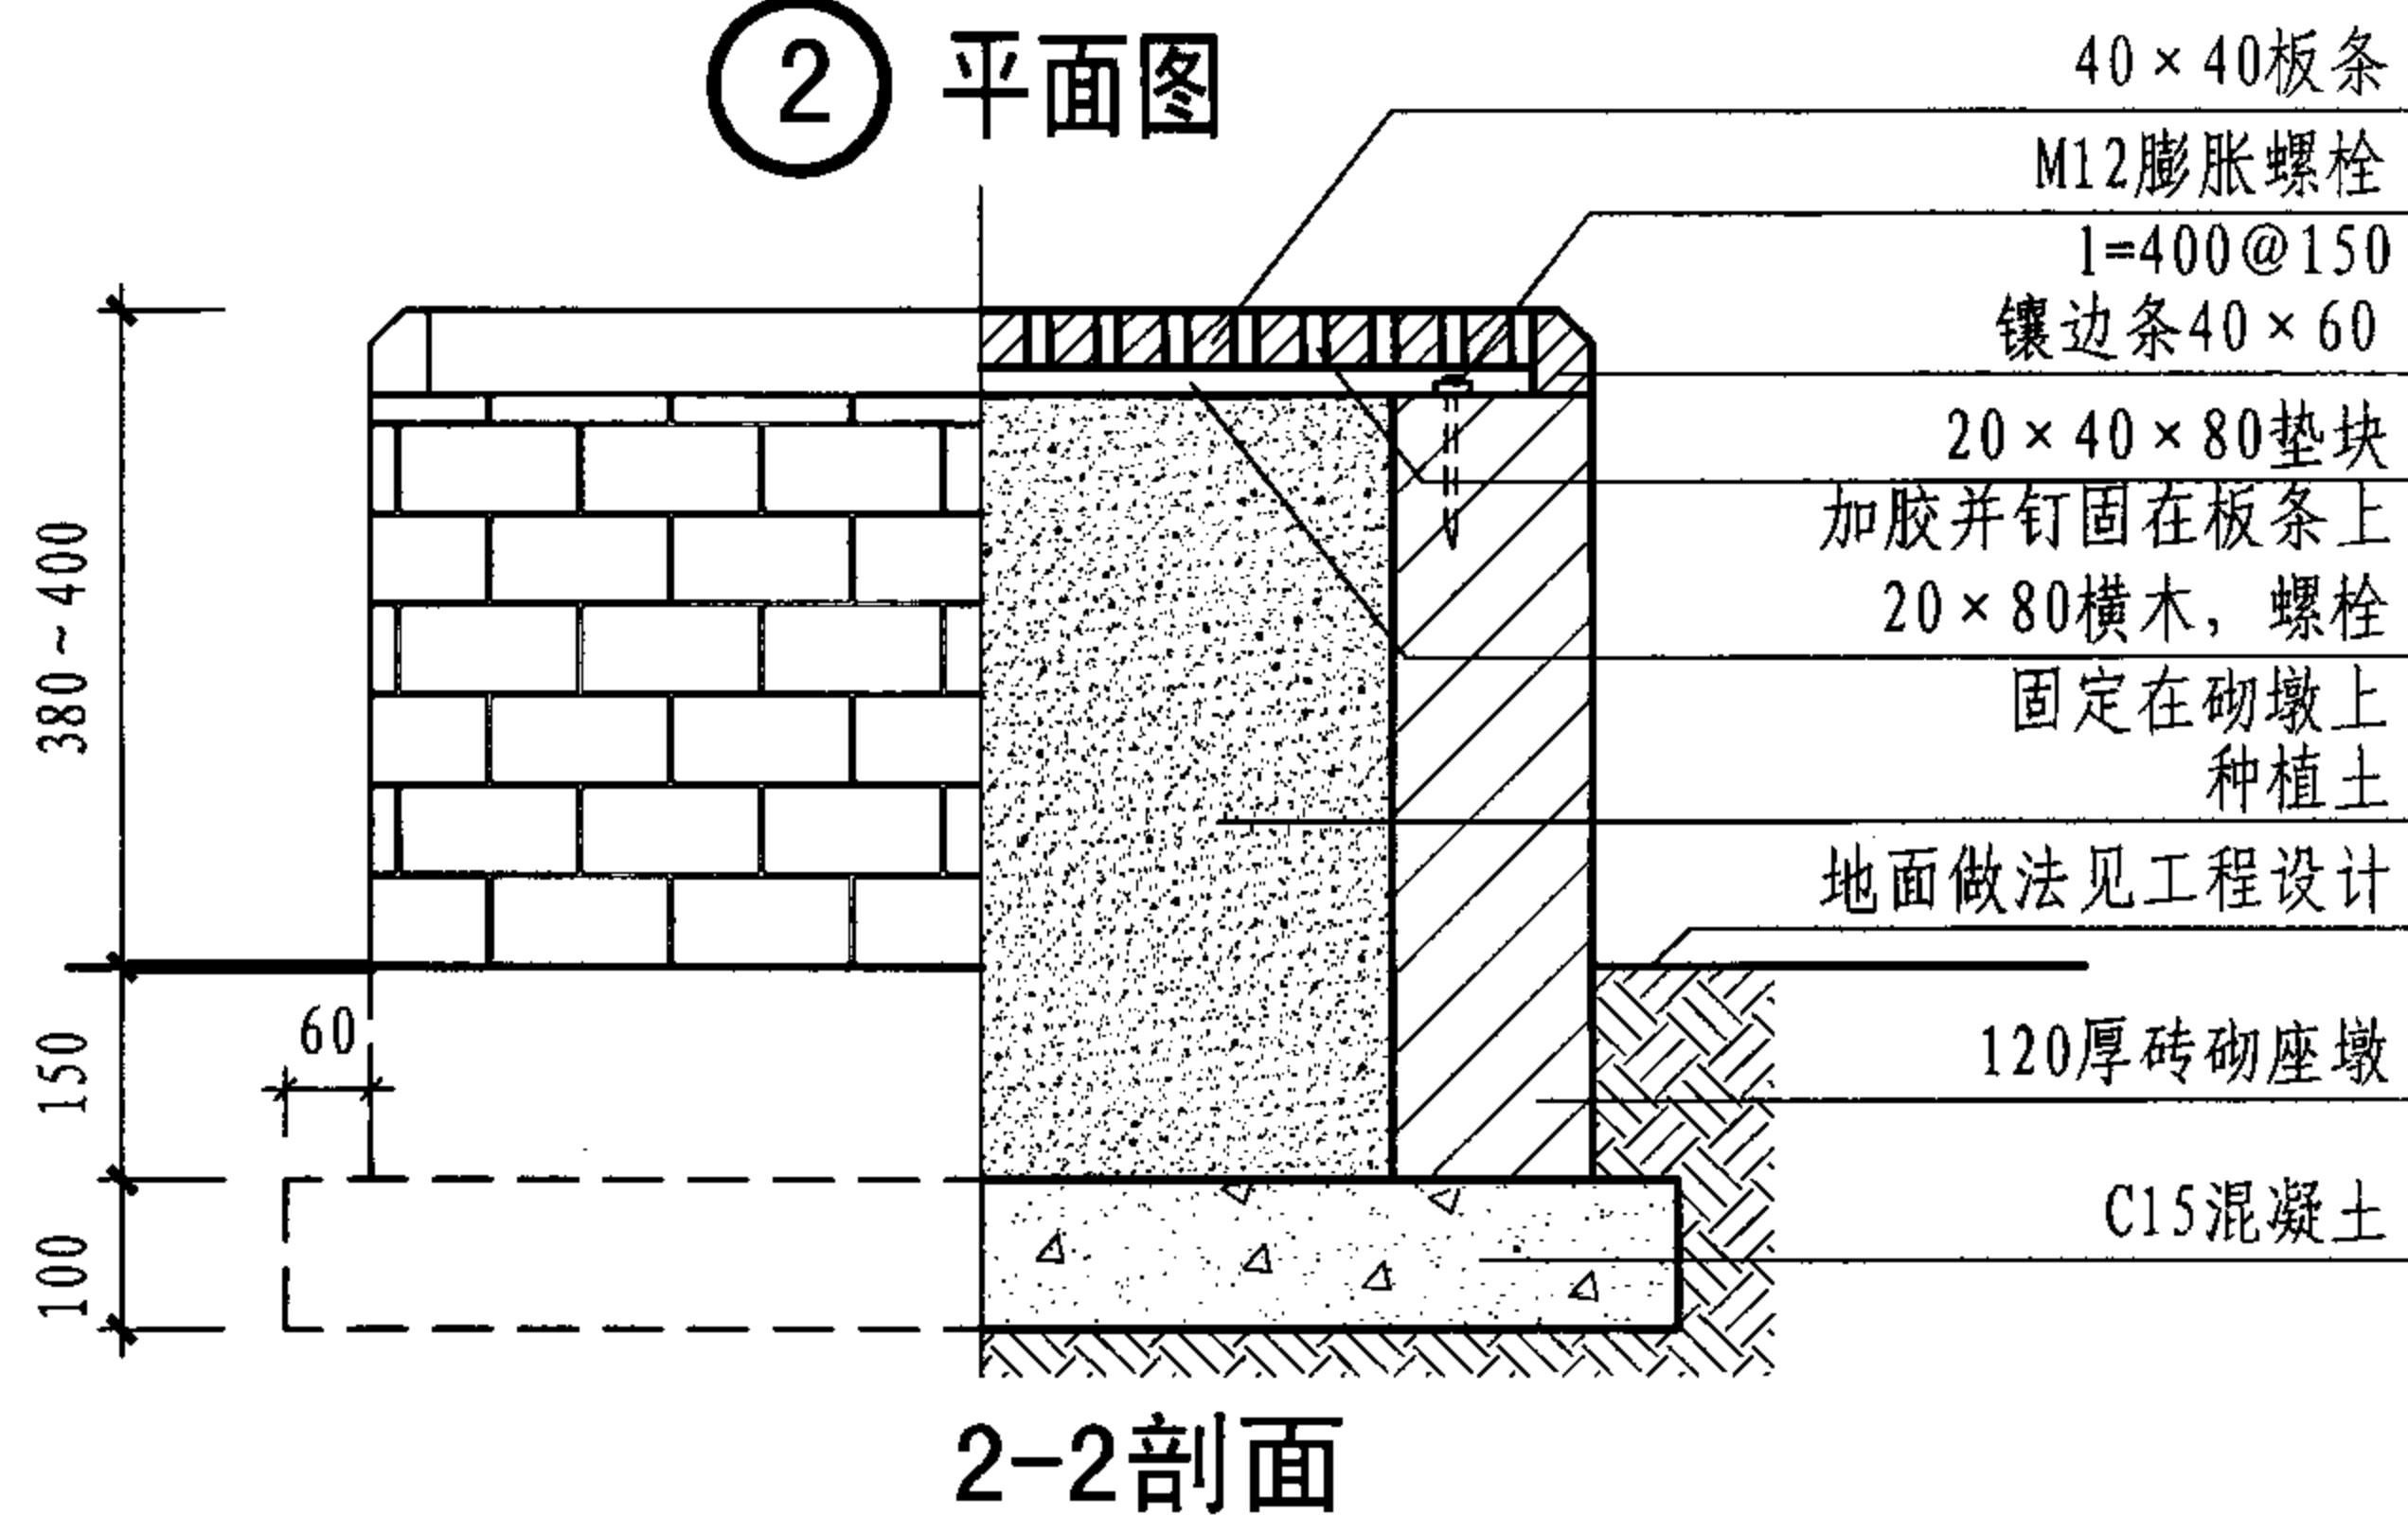 2 平面图
40×40板条
M12膨胀螺栓
l=400@150
镶边条40×60
20×40×80垫块
加胶并钉固在板条上
20×80横木，螺栓
固定在砌墩上
种植土
地面做法见工程设计
120厚砖砌座墩
C15混凝土
380~400
150
100
60
2-2剖面